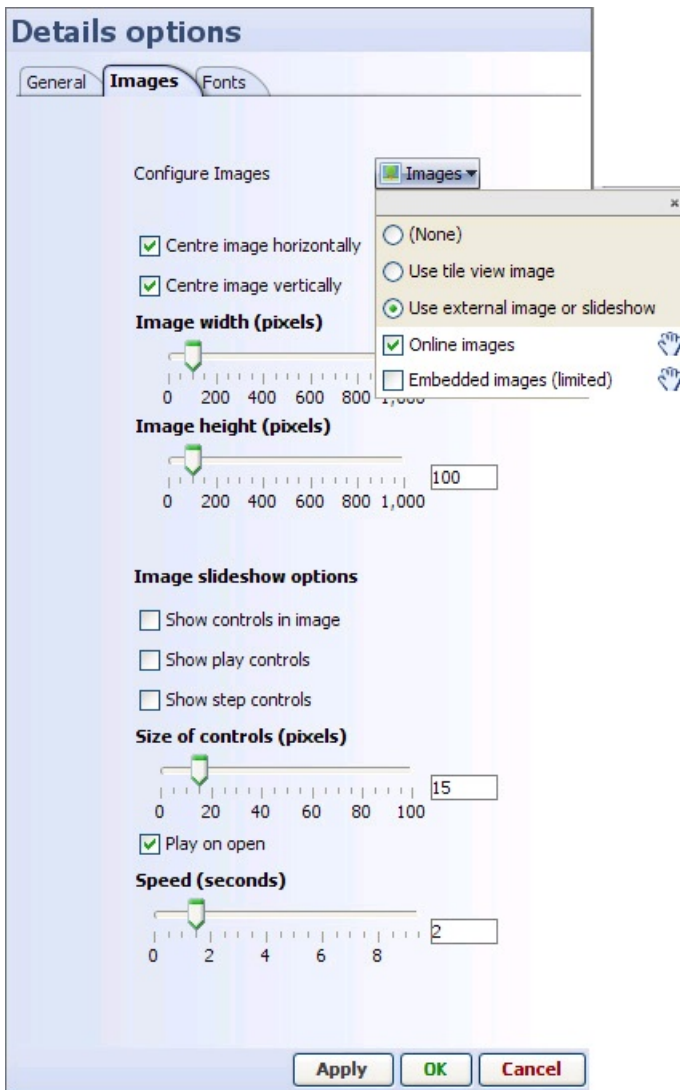 Details options
General Images Fonts
Configure Images Images
(None)
Centre image horizontally
Use tile view image
Centre image vertically
Use external image or slideshow
Image width (pixels)
Online images
Embedded images (limited)
0 200 400 600 800 1,000
Image height (pixels)
100
0 200 400 600 800 1,000
Image slideshow options
Show controls in image
Show play controls
Show step controls
Size of controls (pixels)
15
0 20 40 60 80 100
Play on open
Speed (seconds)
2
0 2 4 6 8
Apply OK Cancel